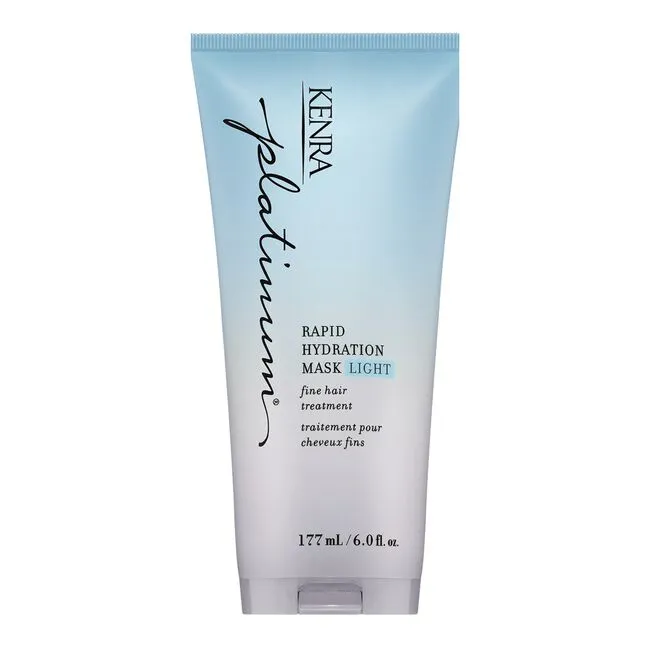 KENRA
platinum®
RAPID
HYDRATION
MASK LIGHT
fine hair
treatment
traitement pour
cheveux fins
177 mL/6.0 fl. oz.